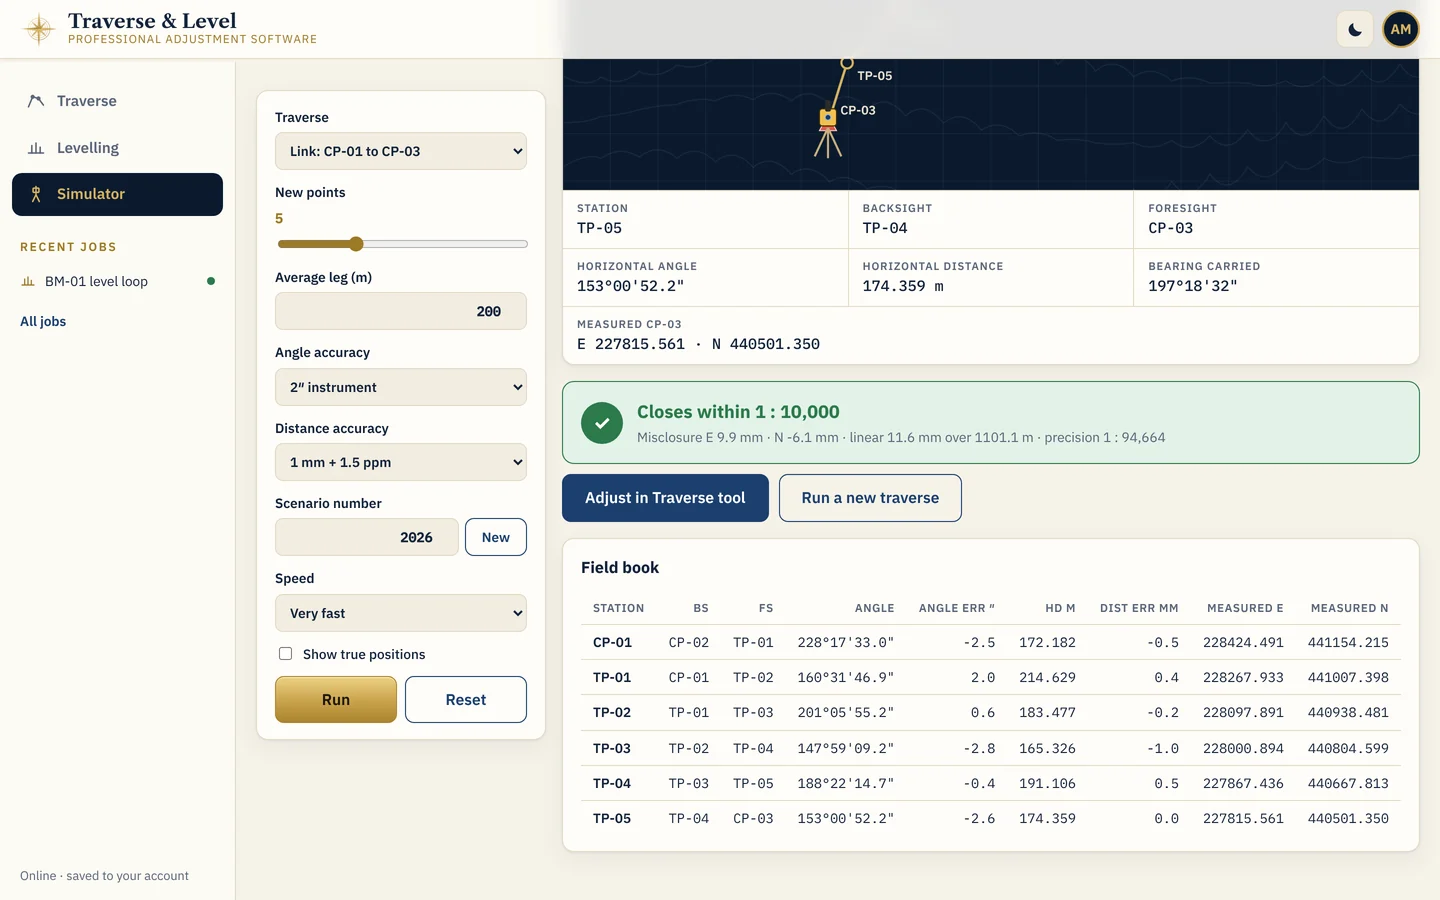 Traverse & Level
PROFESSIONAL ADJUSTMENT SOFTWARE
AM
Traverse
Levelling
Simulator
RECENT JOBS
BM-01 level loop
All jobs
Online · saved to your account
Traverse
Link: CP-01 to CP-03
New points
5
Average leg (m)
200
Angle accuracy
2″ instrument
Distance accuracy
1 mm + 1.5 ppm
Scenario number
2026 New
Speed
Very fast
Show true positions
Run Reset
TP-05
CP-03
STATION BACKSIGHT FORESIGHT
TP-05 TP-04 CP-03
HORIZONTAL ANGLE HORIZONTAL DISTANCE BEARING CARRIED
153°00'52.2" 174.359 m 197°18'32"
MEASURED CP-03
E 227815.561 · N 440501.350
Closes within 1 : 10,000
Misclosure E 9.9 mm · N -6.1 mm · linear 11.6 mm over 1101.1 m · precision 1 : 94,664
Adjust in Traverse tool Run a new traverse
Field book
STATION BS FS ANGLE ANGLE ERR ″ HD M DIST ERR MM MEASURED E MEASURED N
CP-01 CP-02 TP-01 228°17'33.0" -2.5 172.182 -0.5 228424.491 441154.215
TP-01 CP-01 TP-02 160°31'46.9" 2.0 214.629 0.4 228267.933 441007.398
TP-02 TP-01 TP-03 201°05'55.2" 0.6 183.477 -0.2 228097.891 440938.481
TP-03 TP-02 TP-04 147°59'09.2" -2.8 165.326 -1.0 228000.894 440804.599
TP-04 TP-03 TP-05 188°22'14.7" -0.4 191.106 0.5 227867.436 440667.813
TP-05 TP-04 CP-03 153°00'52.2" -2.6 174.359 0.0 227815.561 440501.350